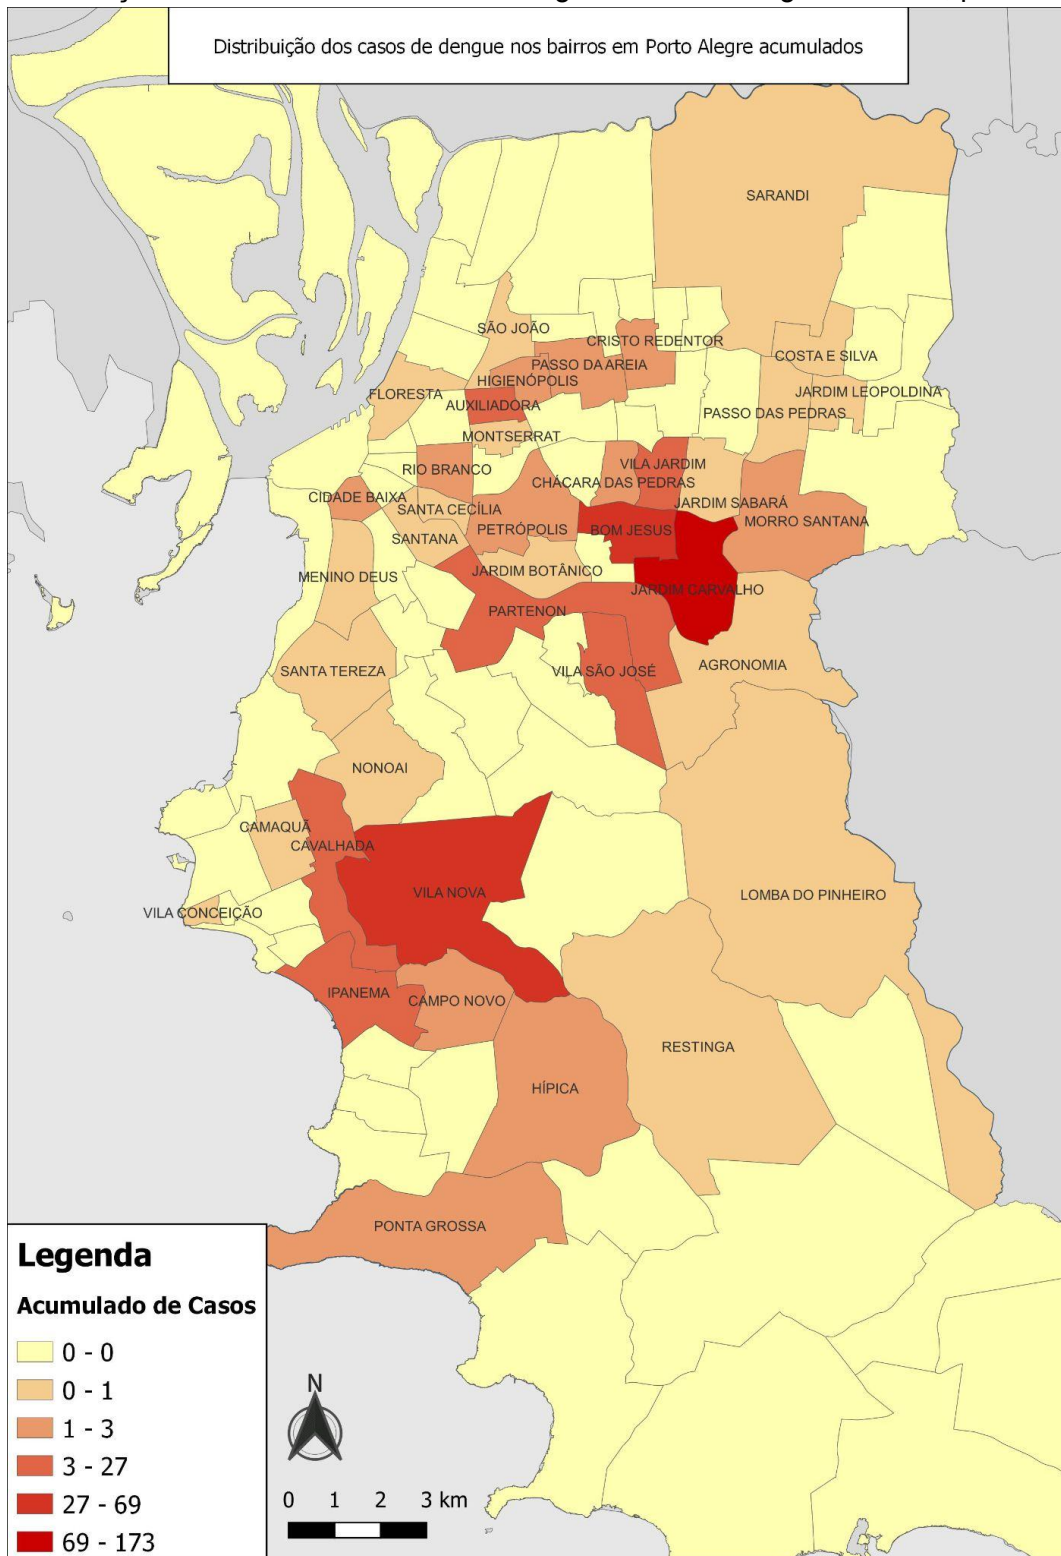 Distribuição dos casos de dengue nos bairros em Porto Alegre acumulados
SARANDI
SÃO JOÃO
CRISTO REDENTOR
COSTA E SILVA
PASSO DA AREIA
HIGIENÓPOLIS
FLORESTA
JARDIM LEOPOLDINA
AUXILIADORA
PASSO DAS PEDRAS
MONTSERRAT
RIO BRANCO
VILA JARDIM
CHÁCARA DAS PEDRAS
CIDADE BAIXA
JARDIM SABARÁ
SANTA CECÍLIA
MORRO SANTANA
PETRÓPOLIS
BOM JESUS
SANTANA
JARDIM BOTÂNICO
MENINO DEUS
JARDIM CARVALHO
PARTENON
AGRONOMIA
SANTA TEREZA
VILA SÃO JOSÉ
NONOAI
CAMAQUÃ
CAVALHADA
VILA NOVA
LOMBA DO PINHEIRO
VILA CONCEIÇÃO
IPANEMA
CAMPO NOVO
RESTINGA
HÍPICA
PONTA GROSSA
Legenda
Acumulado de Casos
0 - 0
0 - 1
1 - 3
3 - 27
27 - 69
69 - 173
N
0 1 2 3 km